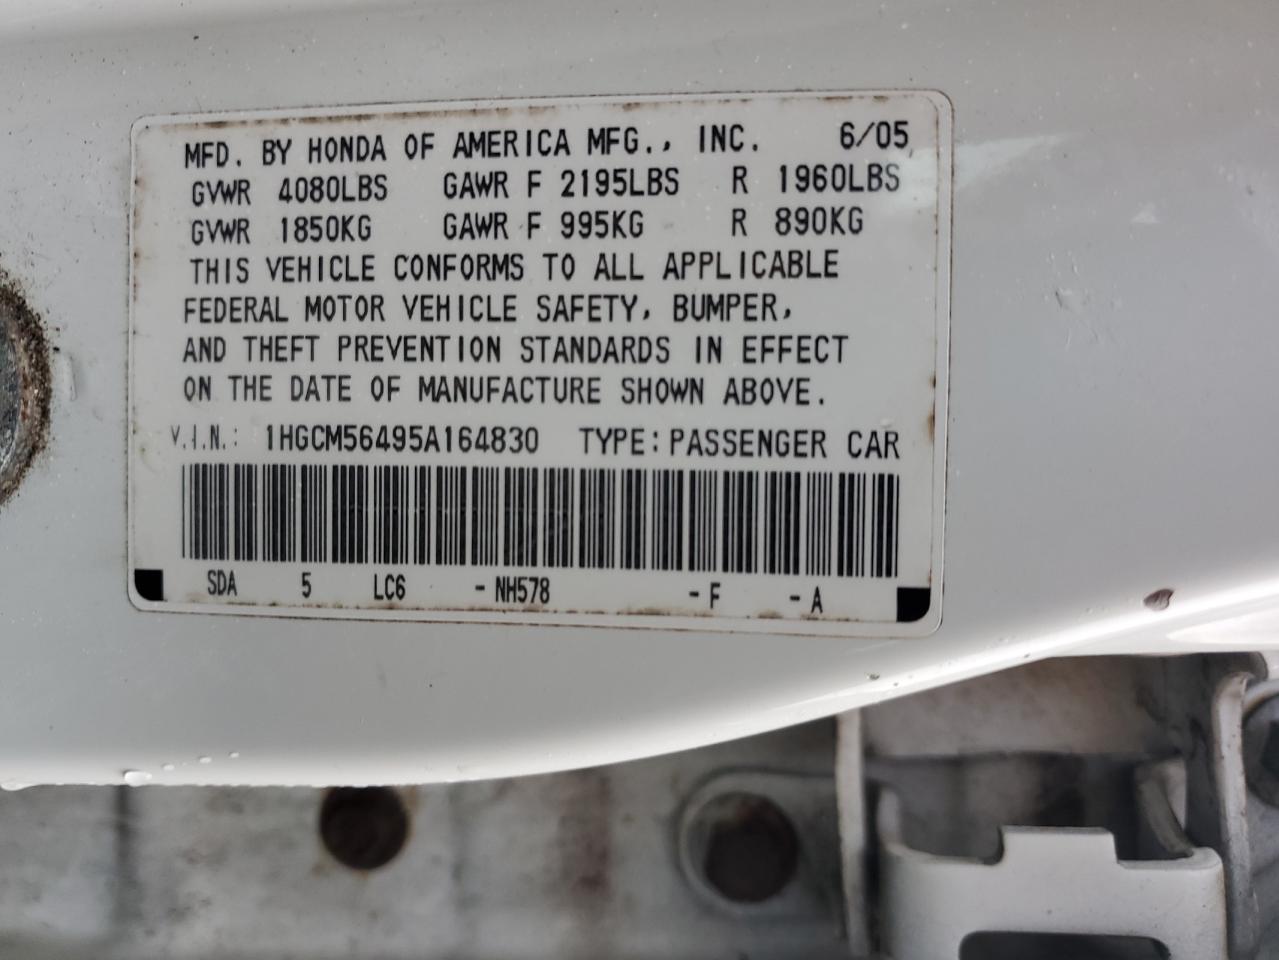 MFD. BY HONDA OF AMERICA MFG., INC. 6/05
GVWR 4080LBS GAWR F 2195LBS R 1960LBS
GVWR 1850KG GAWR F 995KG R 890KG
THIS VEHICLE CONFORMS TO ALL APPLICABLE
FEDERAL MOTOR VEHICLE SAFETY, BUMPER,
AND THEFT PREVENTION STANDARDS IN EFFECT
ON THE DATE OF MANUFACTURE SHOWN ABOVE.
V.I.N.: 1HGCM56495A164830 TYPE: PASSENGER CAR
SDA 5 LC6 -NH578 -F -A